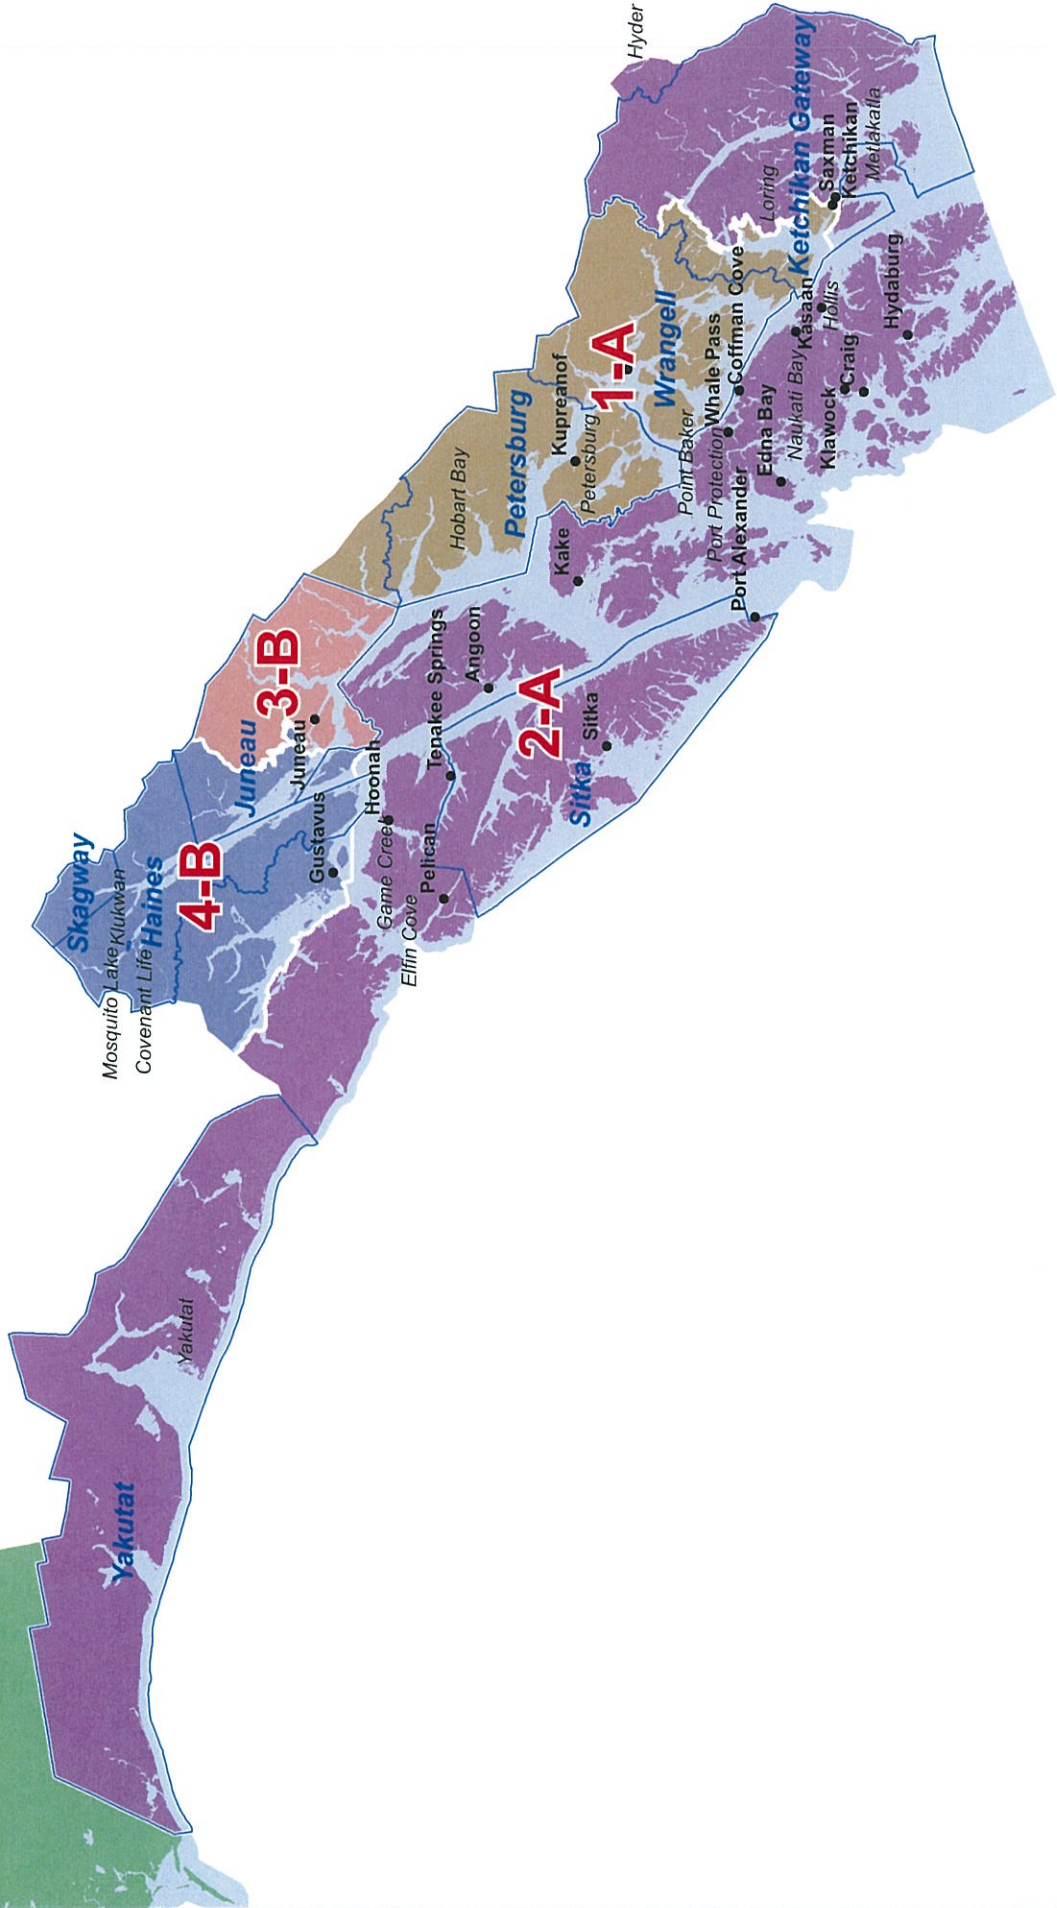 Yakutat
Yakutat
Skagway
Mosquito Lake
Klukwan
Covenant Life
Haines
4-B
Juneau
3-B
Juneau
Gustavus
Hoonah
Game Creek
Elfin Cove
Pelican
Tenakee Springs
Angoon
2-A
Sitka
Sitka
Hobart Bay
Petersburg
Kupreanof
Kake
Petersburg
1-A
Wrangell
Hyder
Point Baker
Port Protection
Whale Pass
Port Alexander
Coffman Cove
Edna Bay
Naukati Bay
Kasaan
Hollis
Klawock
Craig
Hydaburg
Loring
Ketchikan Gateway
Saxman
Ketchikan
Metlakatla